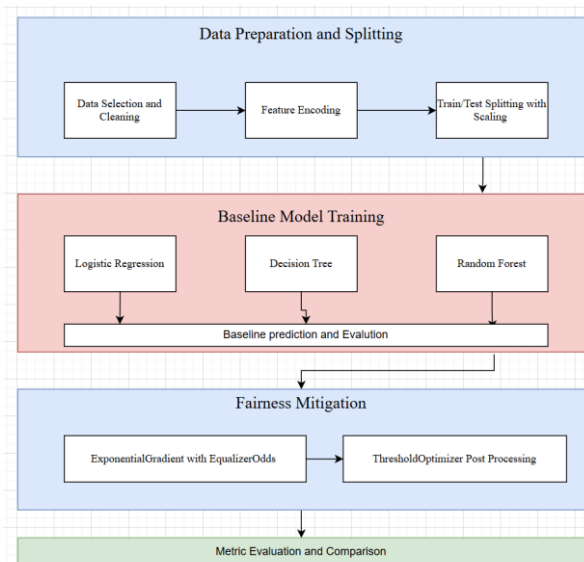 Data Preparation and Splitting
Data Selection and
Cleaning
Feature Encoding
Train/Test Splitting with
Scaling
Baseline Model Training
Logistic Regression
Decision Tree
Random Forest
Baseline prediction and Evalution
Fairness Mitigation
ExponentialGradient with EqualizerOdds
ThresholdOptimizer Post Processing
Metric Evaluation and Comparison